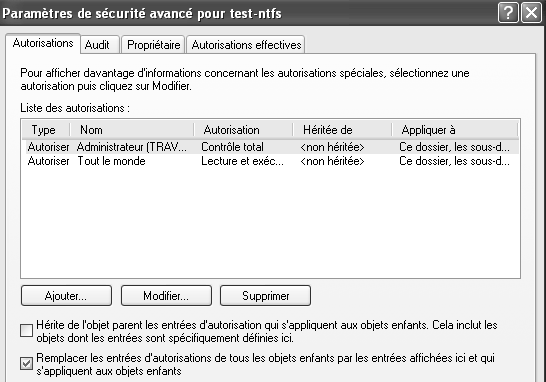 Paramètres de sécurité avancé pour test-ntfs
Autorisations Audit Propriétaire Autorisations effectives
Pour afficher davantage d'informations concernant les autorisations spéciales, sélectionnez une
autorisation puis cliquez sur Modifier.
Liste des autorisations :
Type Nom Autorisation Héritée de Appliquer à
Autoriser Administrateur (TRAV... Contrôle total <non héritée> Ce dossier, les sous-d...
Autoriser Tout le monde Lecture et exéc... <non héritée> Ce dossier, les sous-d...
Ajouter... Modifier... Supprimer
Hérite de l'objet parent les entrées d'autorisation qui s'appliquent aux objets enfants. Cela inclut les
objets dont les entrées sont spécifiquement définies ici.
Remplacer les entrées d'autorisations de tous les objets enfants par les entrées affichées ici et qui
s'appliquent aux objets enfants